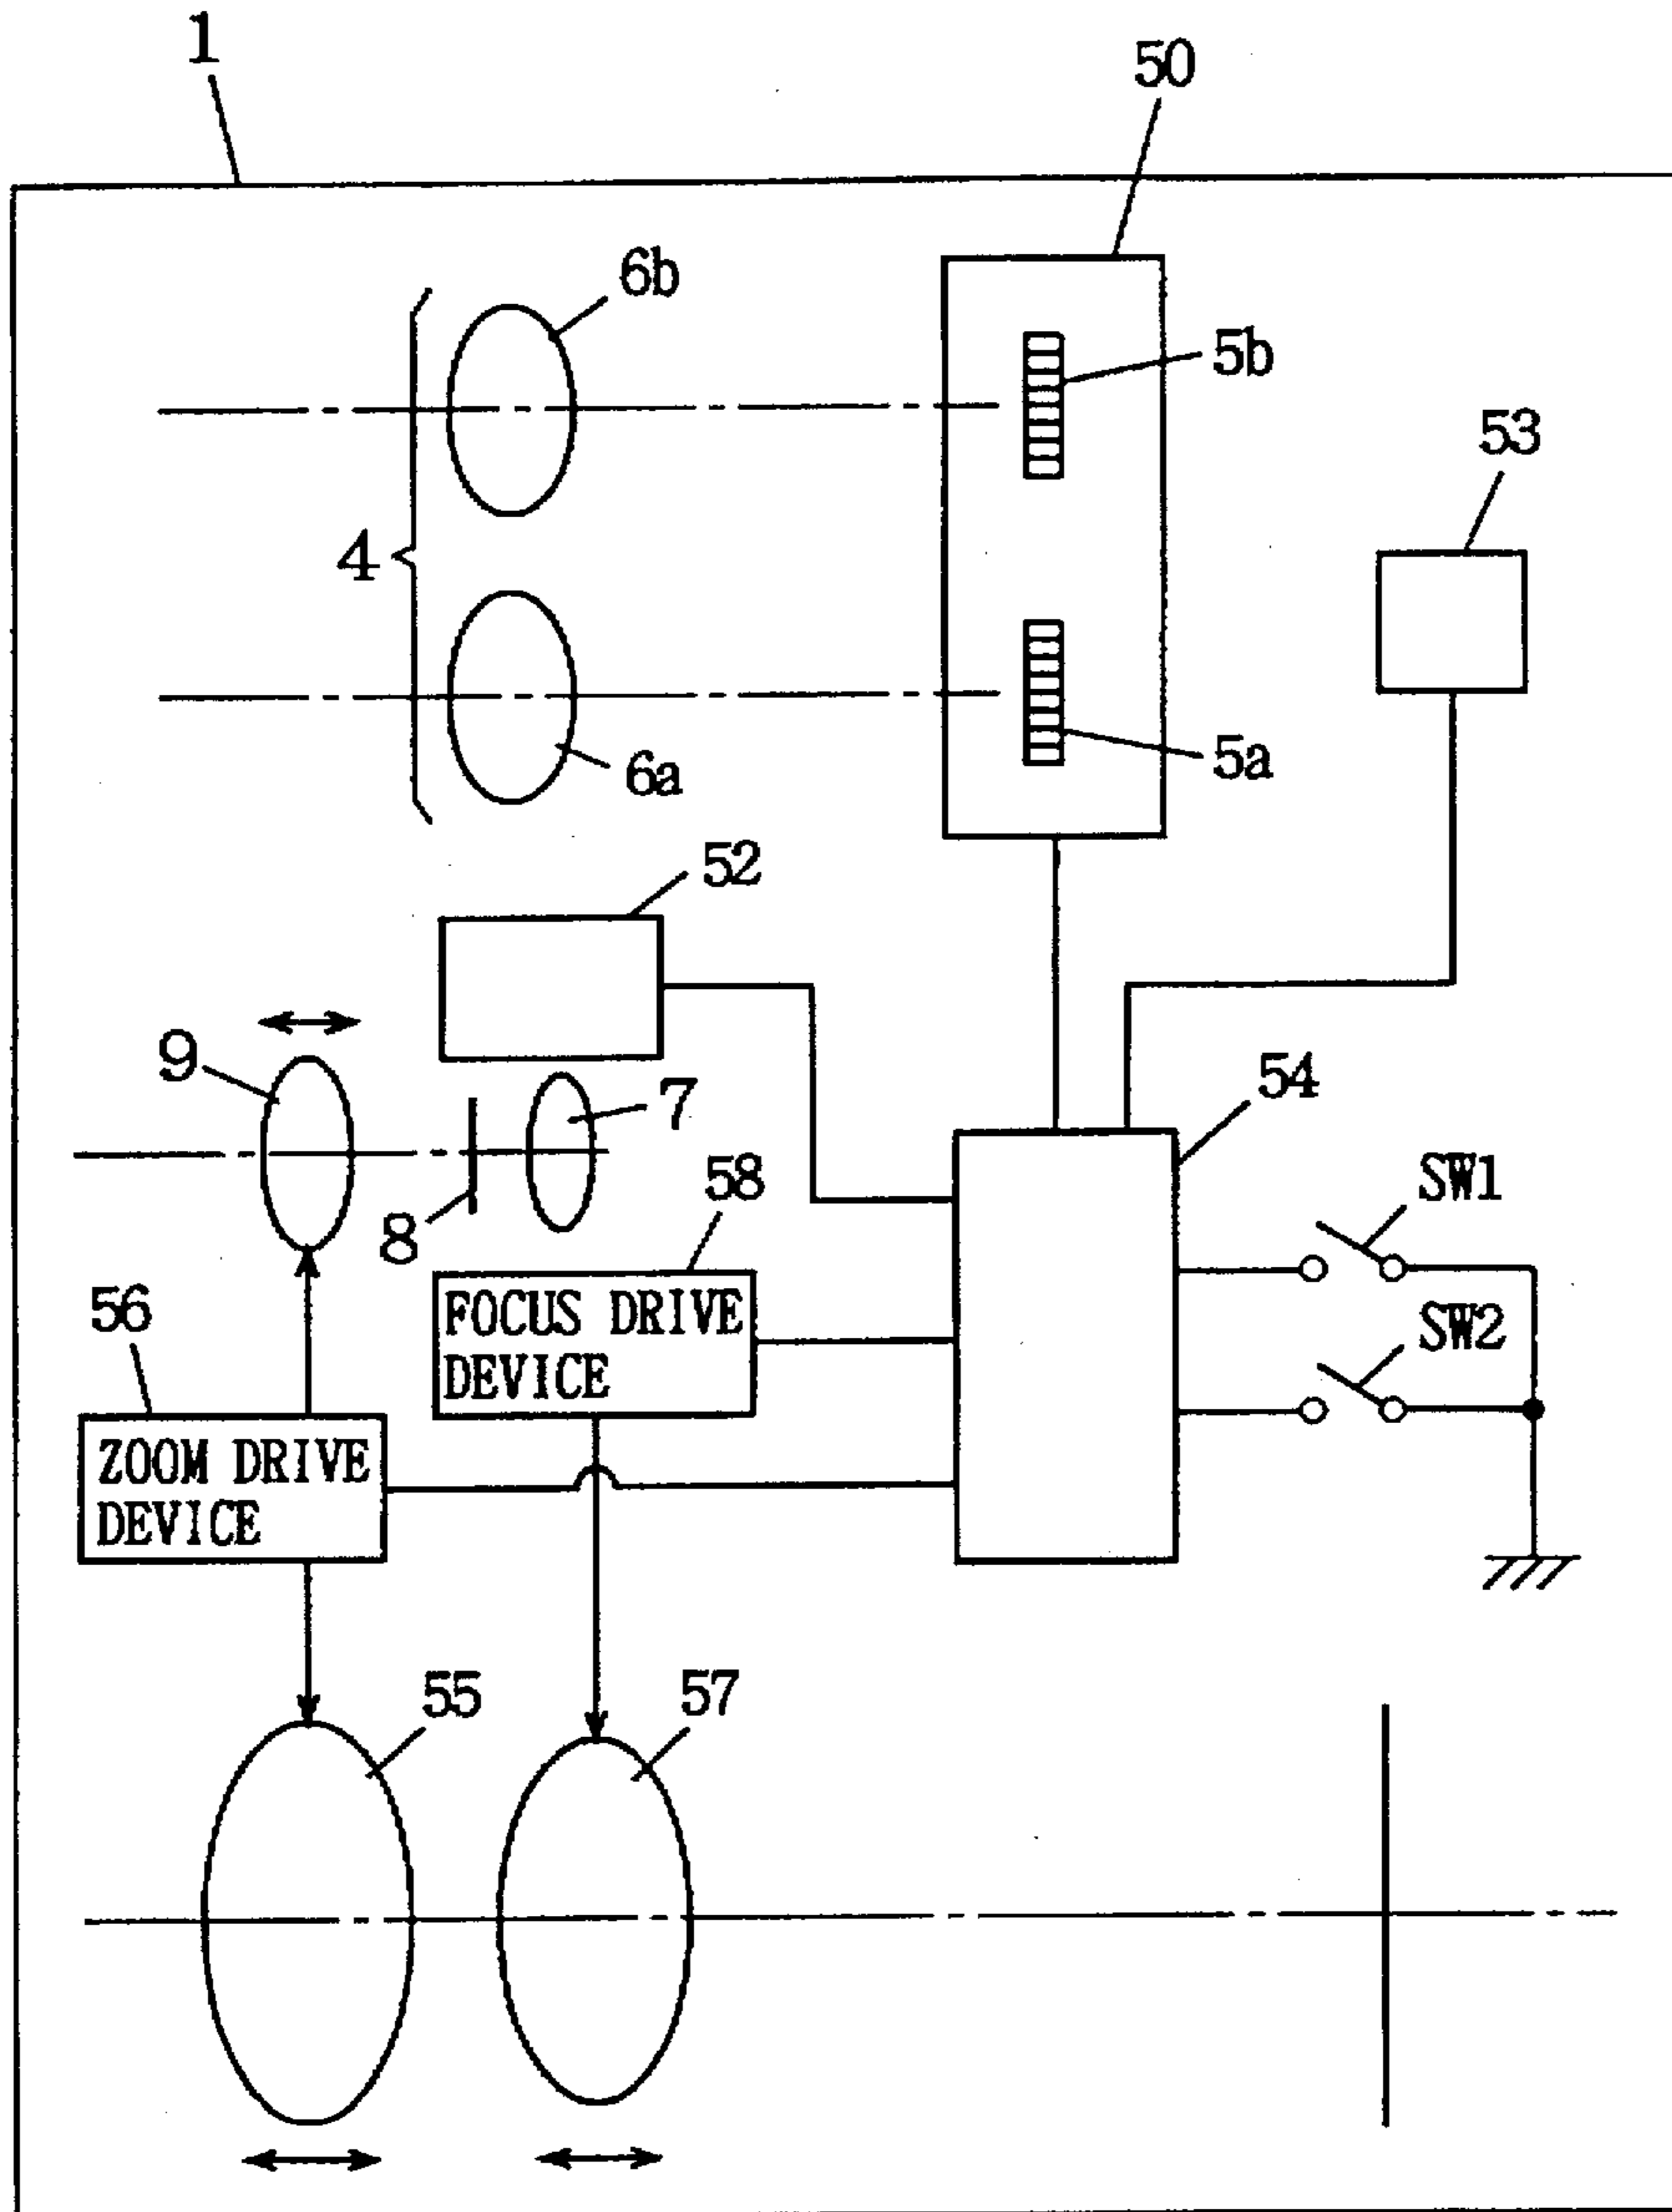 1
50
6b
5b
53
4
5a
6a
52
9
7
54
8
58
SW1
56
FOCUS DRIVE
DEVICE
SW2
ZOOM DRIVE
DEVICE
55
57